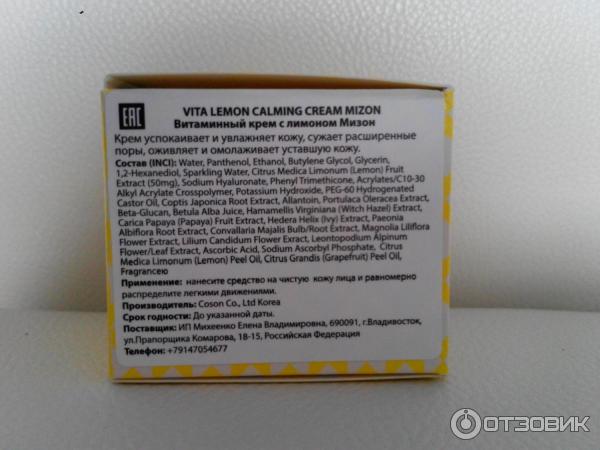 EAC
VITA LEMON CALMING CREAM MIZON
Витаминный крем с лимоном Мизон
Крем успокаивает и увлажняет кожу, сужает расширенные
поры, оживляет и омолаживает уставшую кожу.
Состав (INCI): Water, Panthenol, Ethanol, Butylene Glycol, Glycerin,
1,2-Hexanediol, Sparkling Water, Citrus Medica Limonum (Lemon) Fruit
Extract (50mg), Sodium Hyaluronate, Phenyl Trimethicone, Acrylates/C10-30
Alkyl Acrylate Crosspolymer, Potassium Hydroxide, PEG-60 Hydrogenated
Castor Oil, Coptis Japonica Root Extract, Allantoin, Portulaca Oleracea Extract,
Beta-Glucan, Betula Alba Juice, Hamamellis Virginiana (Witch Hazel) Extract,
Carica Papaya (Papaya) Fruit Extract, Hedera Helix (Ivy) Extract, Paeonia
Albiflora Root Extract, Convallaria Majalis Bulb/Root Extract, Magnolia Liliflora
Flower Extract, Lilium Candidum Flower Extract, Leontopodium Alpinum
Flower/Leaf Extract, Ascorbic Acid, Sodium Ascorbyl Phosphate, Citrus
Medica Limonum (Lemon) Peel Oil, Citrus Grandis (Grapefruit) Peel Oil,
Fragranceю
Применение: нанесите средство на чистую кожу лица и равномерно
распределите легкими движениями.
Производитель: Coson Co., Ltd Korea
Срок годности: До указанной даты.
Поставщик: ИП Михеенко Елена Владимировна, 690091, г.Владивосток,
ул.Прапорщика Комарова, 18-15, Российская Федерация
Телефон: +79147054677
ОТЗОВИК